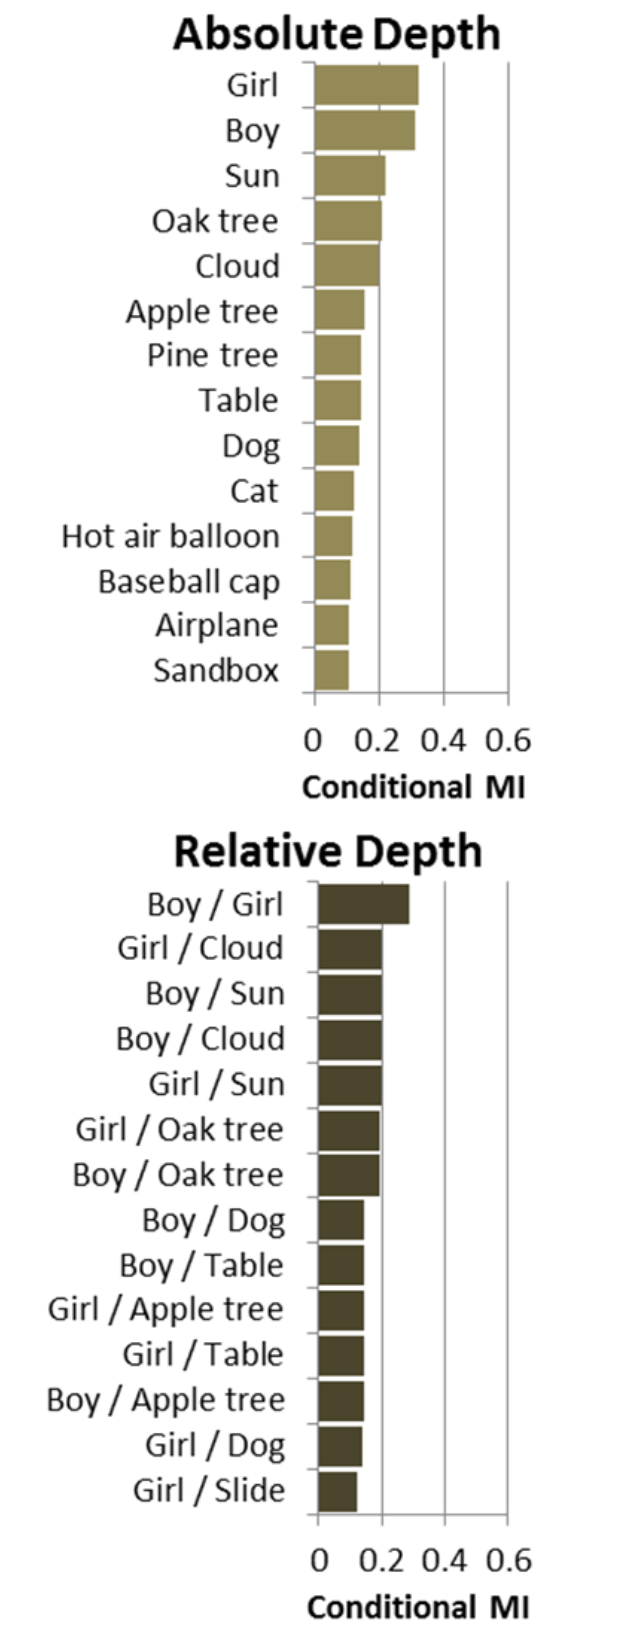 Absolute Depth
Girl
Boy
Sun
Oak tree
Cloud
Apple tree
Pine tree
Table
Dog
Cat
Hot air balloon
Baseball cap
Airplane
Sandbox
0 0.2 0.4 0.6
Conditional MI
Relative Depth
Boy / Girl
Girl / Cloud
Boy / Sun
Boy / Cloud
Girl / Sun
Girl / Oak tree
Boy / Oak tree
Boy / Dog
Boy / Table
Girl / Apple tree
Girl / Table
Boy / Apple tree
Girl / Dog
Girl / Slide
0 0.2 0.4 0.6
Conditional MI